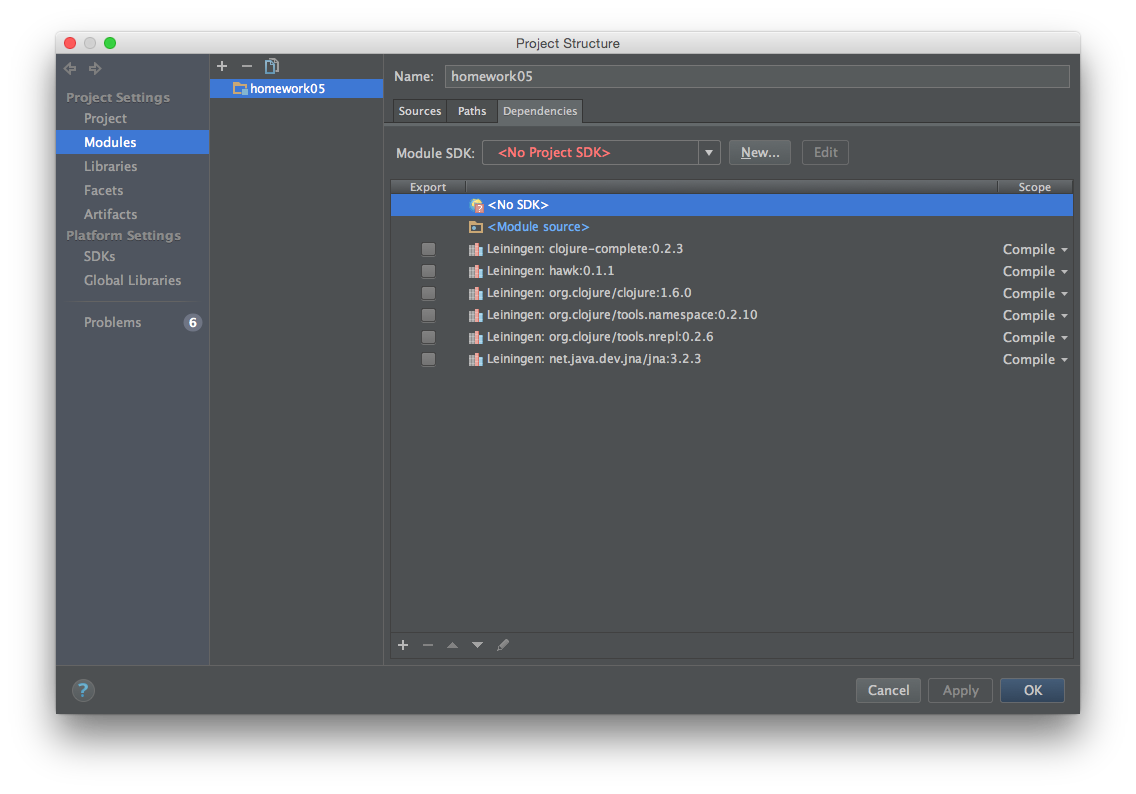 Project Structure
Project Settings
Project
Modules
Libraries
Facets
Artifacts
Platform Settings
SDKs
Global Libraries
Problems 6
homework05
Name: homework05
Sources Paths Dependencies
Module SDK: <No Project SDK> New... Edit
Export Scope
<No SDK>
<Module source>
Leiningen: clojure-complete:0.2.3 Compile
Leiningen: hawk:0.1.1 Compile
Leiningen: org.clojure/clojure:1.6.0 Compile
Leiningen: org.clojure/tools.namespace:0.2.10 Compile
Leiningen: org.clojure/tools.nrepl:0.2.6 Compile
Leiningen: net.java.dev.jna/jna:3.2.3 Compile
? Cancel Apply OK